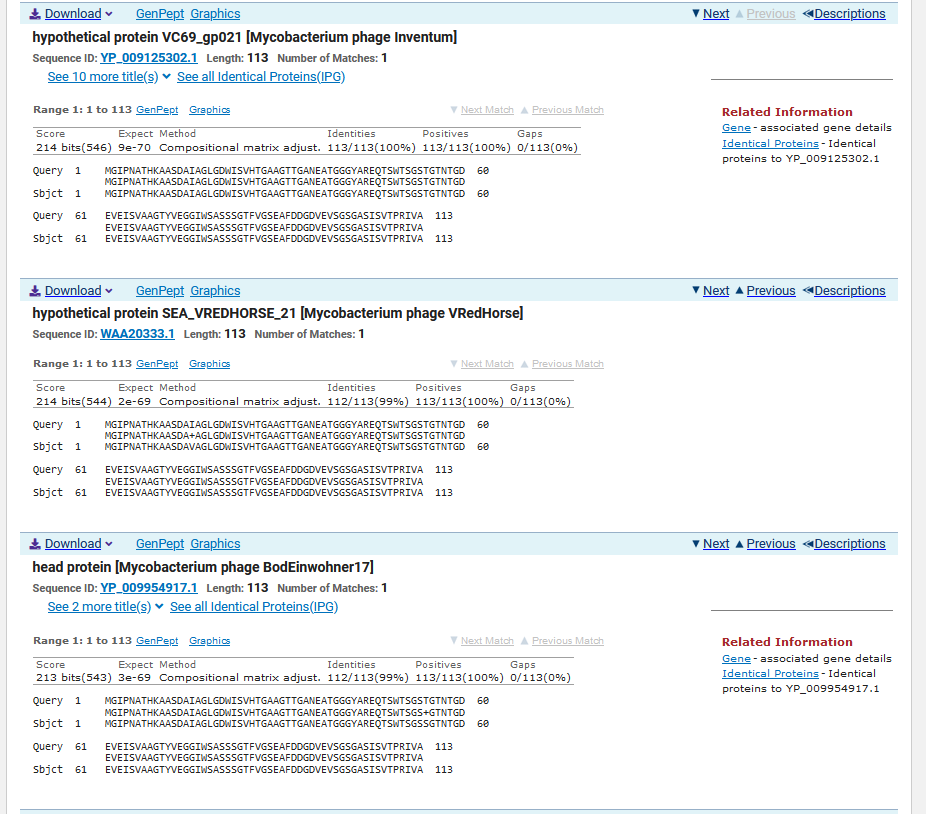 Download GenPept Graphics Next Previous Descriptions
hypothetical protein VC69_gp021 [Mycobacterium phage Inventum]
Sequence ID: YP_009125302.1 Length: 113 Number of Matches: 1
See 10 more title(s) See all Identical Proteins(IPG)
Range 1: 1 to 113 GenPept Graphics Next Match Previous Match
Related Information
Gene - associated gene details
Identical Proteins - Identical
proteins to YP_009125302.1
Score Expect Method Identities Positives Gaps
214 bits(546) 9e-70 Compositional matrix adjust. 113/113(100%) 113/113(100%) 0/113(0%)
Query 1 MGIPNATHKAASDAIAGLGDWISVHTGAAGTTGANEATGGGYAREQTSWTSGSTGTNTGD 60
MGIPNATHKAASDAIAGLGDWISVHTGAAGTTGANEATGGGYAREQTSWTSGSTGTNTGD
Sbjct 1 MGIPNATHKAASDAIAGLGDWISVHTGAAGTTGANEATGGGYAREQTSWTSGSTGTNTGD 60
Query 61 EVEISVAAGTYVEGGIWSASSSGTFVGSEAFDDGDVEVSGSGASISVTPRIVA 113
EVEISVAAGTYVEGGIWSASSSGTFVGSEAFDDGDVEVSGSGASISVTPRIVA
Sbjct 61 EVEISVAAGTYVEGGIWSASSSGTFVGSEAFDDGDVEVSGSGASISVTPRIVA 113
Download GenPept Graphics Next Previous Descriptions
hypothetical protein SEA_VREDHORSE_21 [Mycobacterium phage VRedHorse]
Sequence ID: WAA20333.1 Length: 113 Number of Matches: 1
Range 1: 1 to 113 GenPept Graphics Next Match Previous Match
Score Expect Method Identities Positives Gaps
214 bits(544) 2e-69 Compositional matrix adjust. 112/113(99%) 113/113(100%) 0/113(0%)
Query 1 MGIPNATHKAASDAIAGLGDWISVHTGAAGTTGANEATGGGYAREQTSWTSGSTGTNTGD 60
MGIPNATHKAASDA+AGLGDWISVHTGAAGTTGANEATGGGYAREQTSWTSGSTGTNTGD
Sbjct 1 MGIPNATHKAASDAVAGLGDWISVHTGAAGTTGANEATGGGYAREQTSWTSGSTGTNTGD 60
Query 61 EVEISVAAGTYVEGGIWSASSSGTFVGSEAFDDGDVEVSGSGASISVTPRIVA 113
EVEISVAAGTYVEGGIWSASSSGTFVGSEAFDDGDVEVSGSGASISVTPRIVA
Sbjct 61 EVEISVAAGTYVEGGIWSASSSGTFVGSEAFDDGDVEVSGSGASISVTPRIVA 113
Download GenPept Graphics Next Previous Descriptions
head protein [Mycobacterium phage BodEinwohner17]
Sequence ID: YP_009954917.1 Length: 113 Number of Matches: 1
See 2 more title(s) See all Identical Proteins(IPG)
Range 1: 1 to 113 GenPept Graphics Next Match Previous Match
Related Information
Gene - associated gene details
Identical Proteins - Identical
proteins to YP_009954917.1
Score Expect Method Identities Positives Gaps
213 bits(543) 3e-69 Compositional matrix adjust. 112/113(99%) 113/113(100%) 0/113(0%)
Query 1 MGIPNATHKAASDAIAGLGDWISVHTGAAGTTGANEATGGGYAREQTSWTSGSTGTNTGD 60
MGIPNATHKAASDAIAGLGDWISVHTGAAGTTGANEATGGGYAREQTSWTSGS+GTNTGD
Sbjct 1 MGIPNATHKAASDAIAGLGDWISVHTGAAGTTGANEATGGGYAREQTSWTSGSSGTNTGD 60
Query 61 EVEISVAAGTYVEGGIWSASSSGTFVGSEAFDDGDVEVSGSGASISVTPRIVA 113
EVEISVAAGTYVEGGIWSASSSGTFVGSEAFDDGDVEVSGSGASISVTPRIVA
Sbjct 61 EVEISVAAGTYVEGGIWSASSSGTFVGSEAFDDGDVEVSGSGASISVTPRIVA 113